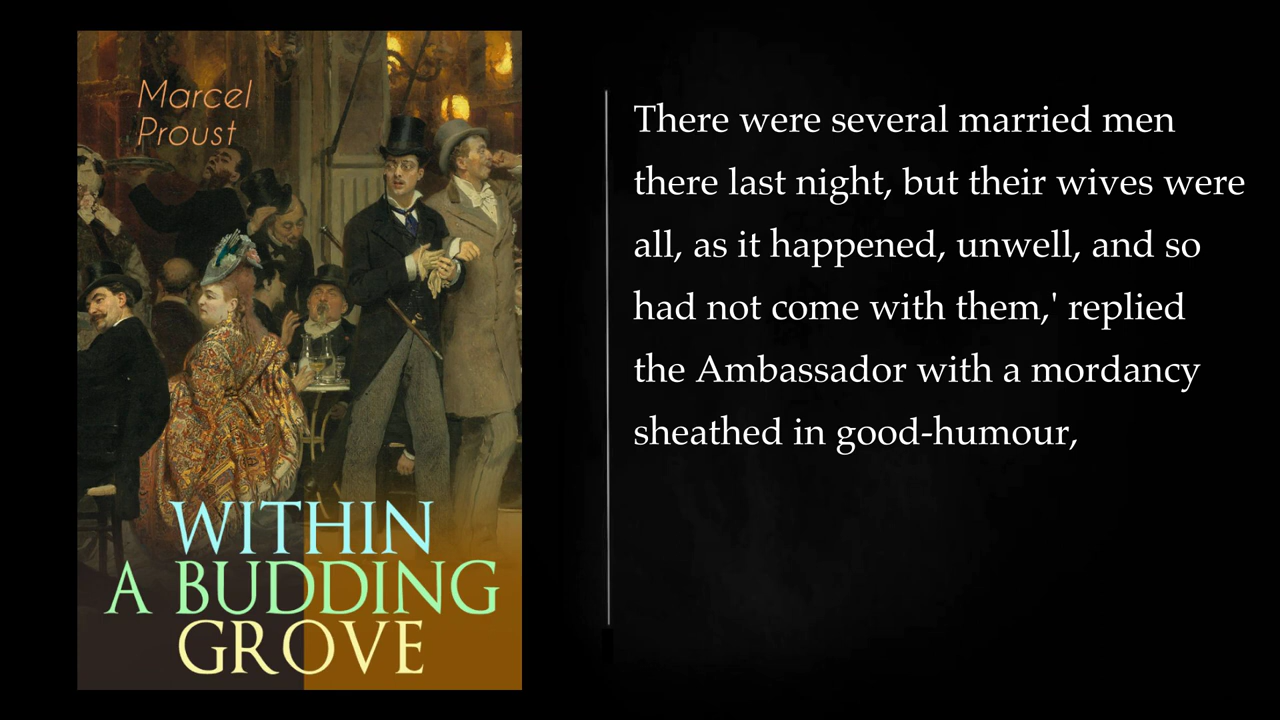 Marcel
Proust
WITHIN
A BUDDING
GROVE
There were several married men
there last night, but their wives were
all, as it happened, unwell, and so
had not come with them,' replied
the Ambassador with a mordancy
sheathed in good-humour,